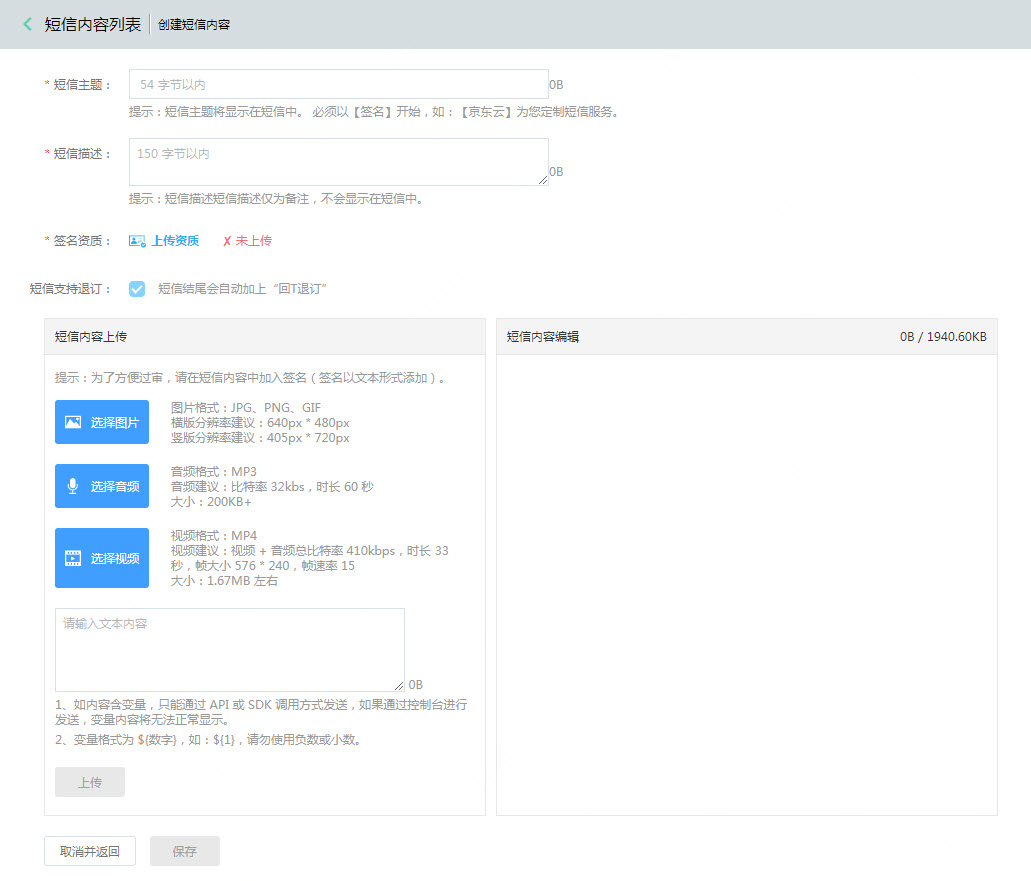 短信内容列表 创建短信内容
* 短信主题： 54 字节以内 0B
提示：短信主题将显示在短信中。 必须以【签名】开始，如：【京东云】为您定制短信服务。
* 短信描述： 150 字节以内 0B
提示：短信描述短信描述仅为备注，不会显示在短信中。
* 签名资质： 上传资质 ✗ 未上传
短信支持退订： 短信结尾会自动加上“回T退订”
短信内容上传
提示：为了方便过审，请在短信内容中加入签名（签名以文本形式添加）。
选择图片
图片格式：JPG、PNG、GIF
横版分辨率建议：640px * 480px
竖版分辨率建议：405px * 720px
选择音频
音频格式：MP3
音频建议：比特率 32kbs，时长 60 秒
大小：200KB+
选择视频
视频格式：MP4
视频建议：视频 + 音频总比特率 410kbps，时长 33
秒，帧大小 576 * 240，帧速率 15
大小：1.67MB 左右
请输入文本内容
0B
1、如内容含变量，只能通过 API 或 SDK 调用方式发送，如果通过控制台进行
发送，变量内容将无法正常显示。
2、变量格式为 ${数字}，如：${1}，请勿使用负数或小数。
上传
短信内容编辑 0B / 1940.60KB
取消并返回 保存